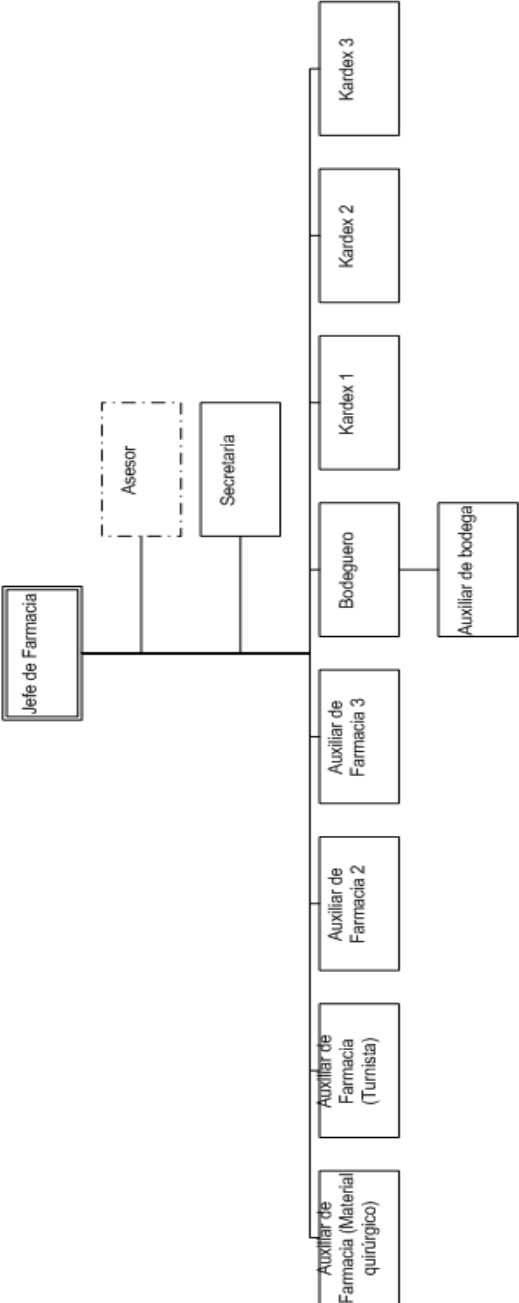 Jefe de Farmacia
Asesor
Secretaria
Auxiliar de
Farmacia (Material
quirúrgico)
Auxiliar de
Farmacia
(Turnista)
Auxiliar de
Farmacia 2
Auxiliar de
Farmacia 3
Bodeguero
Kardex 1
Kardex 2
Kardex 3
Auxiliar de bodega